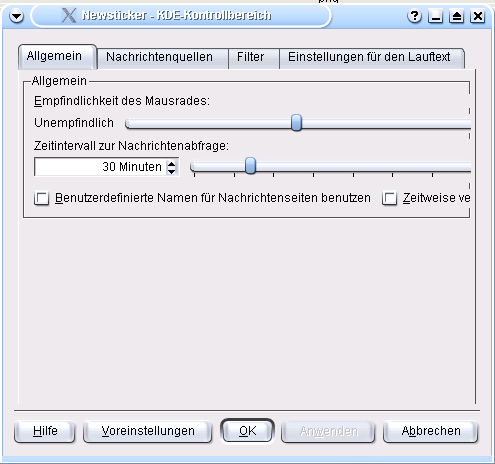 Newsticker - KDE-Kontrollbereich
Allgemein Nachrichtenquellen Filter Einstellungen für den Lauftext
Allgemein
Empfindlichkeit des Mausrades:
Unempfindlich
Zeitintervall zur Nachrichtenabfrage:
30 Minuten
Benutzerdefinierte Namen für Nachrichtenseiten benutzen Zeitweise ve
Hilfe Voreinstellungen OK Anwenden Abbrechen